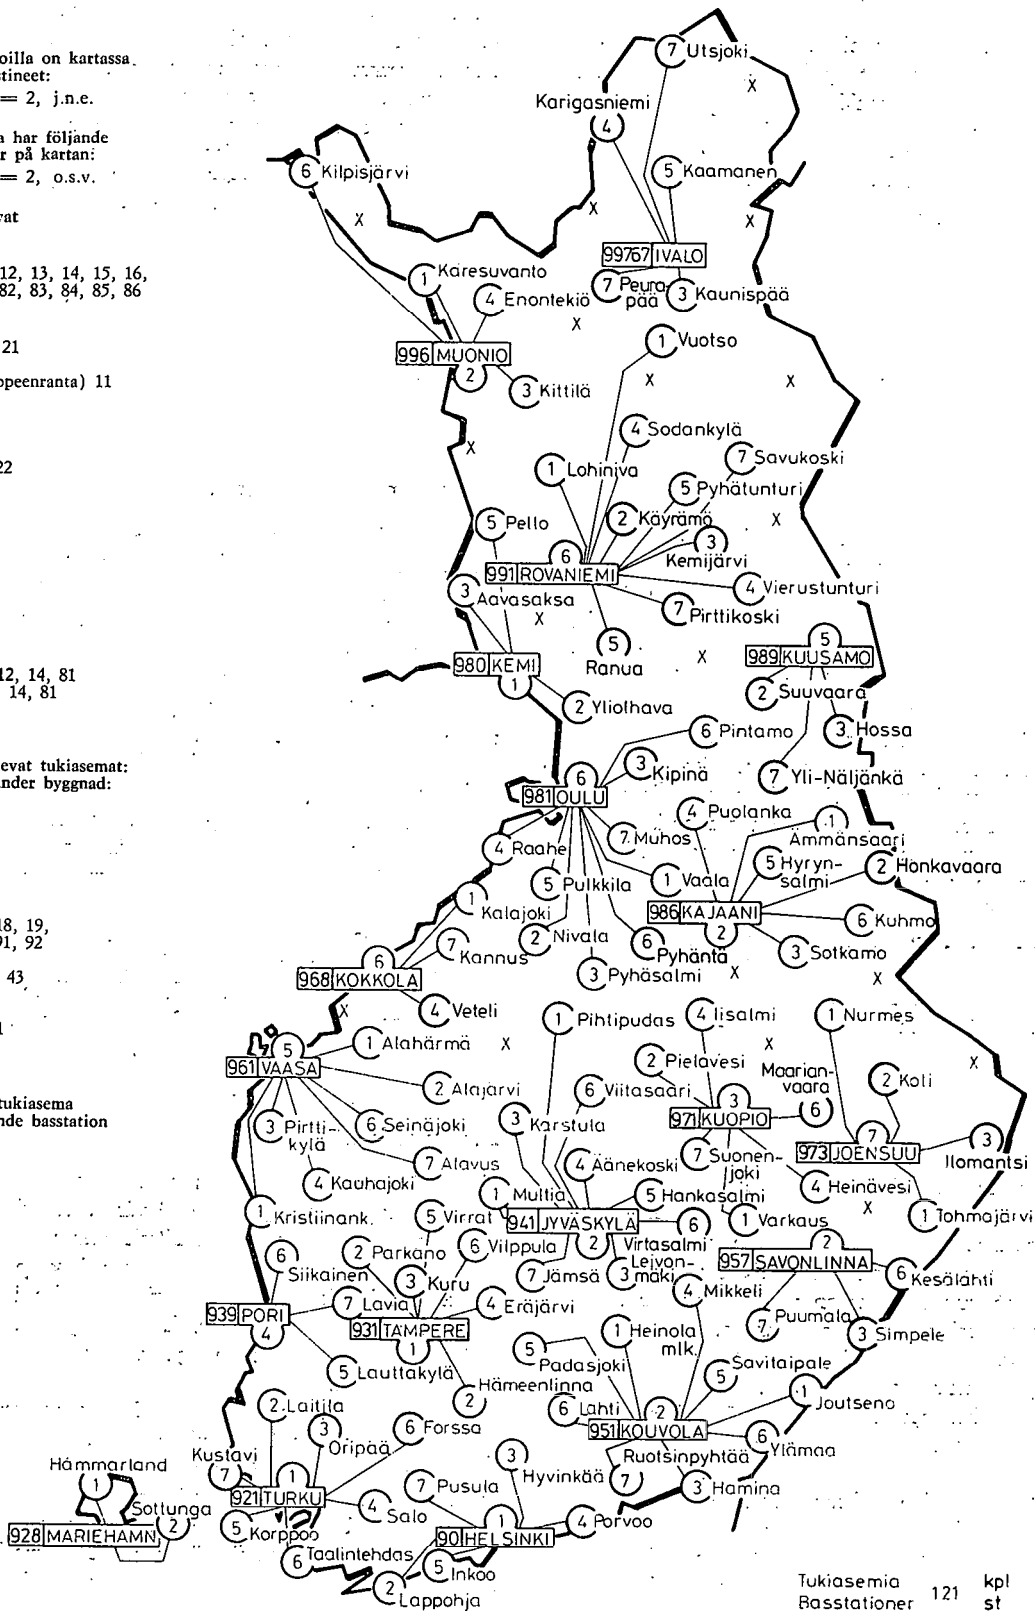 oilla on kartassa
tineet:
= 2, j.n.e.
a har följande
r på kartan:
= 2, o.s.v.
vat
12, 13, 14, 15, 16,
82, 83, 84, 85, 86
21
peenranta) 11
22
12, 14, 81
14, 81
evat tukiasemat:
nder byggnad:
18, 19,
91, 92
43
tukiasema
nde basstation
7 Utsjoki
X
Karigasniemi
4
6 Kilpisjärvi
5 Kaamanen
X
X
X
99767 IVALO
7 Peura-
pää
3 Kaunispää
1 Karesuvanto
4 Enontekiö
X
1 Vuotso
996 MUONIO
2
3 Kittilä
X
X
4 Sodankylä
X
7 Savukoski
1 Lohiniva
5 Pyhätunturi
5 Pello
2 Käyrämö
X
3
Kemijärvi
6
991 ROVANIEMI
3 Aavasaksa
4 Vierustunturi
7 Pirttikoski
X
5
Ranua
5
989 KUUSAMO
X
980 KEMI
1
2 Suuvaara
2 Yliolhava
6 Pintamo
3 Hossa
3 Kipinä
7 Yli-Näljänkä
6
981 OULU
4 Puolanka
1
Ämmänsaari
7 Muhos
4 Raahe
5 Hyryn-
salmi
2 Honkavaara
5 Pulkkila
1 Vaala
1 Kalajoki
986 KAJAANI
2
6 Kuhmo
7 Kannus
2 Nivala
6 Pyhäntä
3 Sotkamo
6
968 KOKKOLA
3 Pyhäsalmi
X
X
4 Veteli
X
1 Pihtipudas
4 Iisalmi
1 Nurmes
1 Alahärmä
X
X
5
961 VAASA
2 Pielavesi
Maarian-
vaara
6
X
2 Koli
2 Alajärvi
6 Viitasaari
3
971 KUOPIO
3 Karstula
3 Pirtti-
kylä
6 Seinäjoki
7
973 JOENSUU
3
Ilomantsi
7 Alavus
4 Äänekoski
7 Suonen-
joki
4 Kauhajoki
1 Multia
5 Hankasalmi
4 Heinävesi
X
1 Kristiinank.
5 Virrat
941 JYVÄSKYLÄ
2
6
Virtasalmi
1 Varkaus
1 Tohmajärvi
2 Parkano
6 Vilppula
2
957 SAVONLINNA
6
Siikainen
3 Kuru
7 Jämsä
3 Leivon-
mäki
6 Kesälahti
4 Mikkeli
939 PORI
4
7 Lavia
4 Eräjärvi
931 TAMPERE
1
7 Puumala
3 Simpele
1 Heinola
mlk.
5
Padasjoki
5 Lauttakylä
5
Savitaipale
Hämeenlinna
2
1
Joutseno
2 Laitila
6 Lahti
2
951 KOUVOLA
3
Oripää
6 Forssa
6
Ylämaa
Ruotsinpyhtää
7
3 Hyvinkää
Kustavi
7
Hammarland
1
7 Pusula
3 Hamina
1
921 TURKU
Sottunga
2
4 Salo
928 MARIEHAMN
5 Korppoo
1
90 HELSINKI
4 Porvoo
6 Taalintehdas
5 Inkoo
2 Lappohja
Tukiasemia 121 kpl
Basstationer st